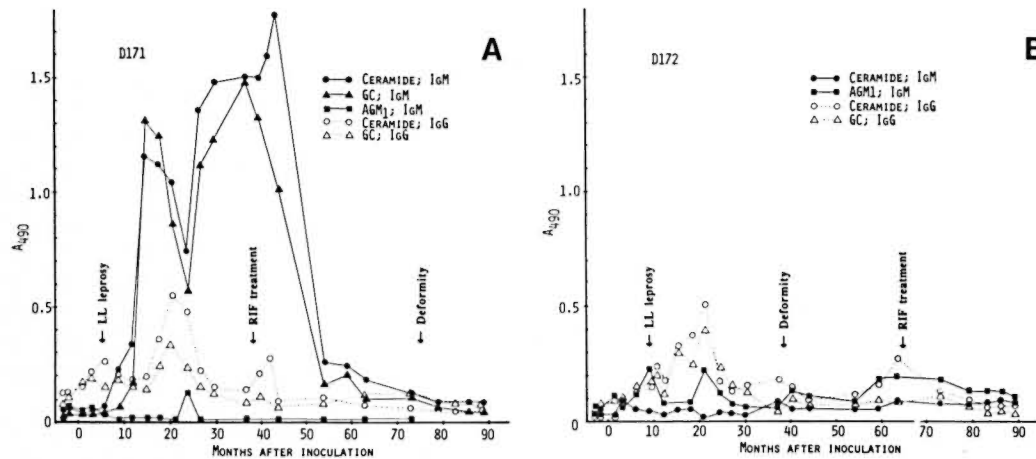 A
D171
CERAMIDE; IGM
GC; IGM
AGM1; IGM
CERAMIDE; IGG
GC; IGG
1.5
1.0
0.5
0
A490
LL leprosy
RIF treatment
Deformity
0 10 20 30 40 50 60 70 80 90
MONTHS AFTER INOCULATION
B
D172
CERAMIDE; IGM
AGM1; IGM
CERAMIDE; IGG
GC; IGG
1.5
1.0
0.5
0
LL leprosy
Deformity
RIF treatment
0 10 20 30 40 50 60 70 80 90
MONTHS AFTER INOCULATION